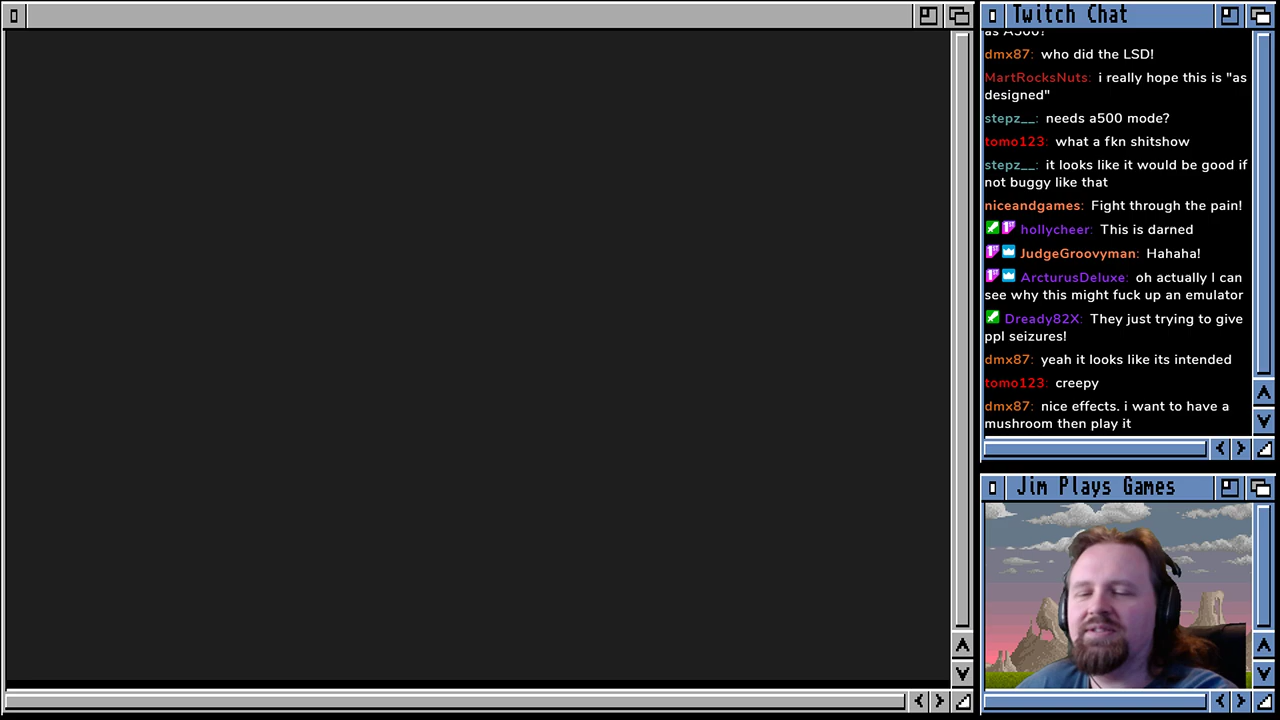 Twitch Chat
as A500?
dmx87: who did the LSD!
MartRocksNuts: i really hope this is "as
designed"
stepz__: needs a500 mode?
tomo123: what a fkn shitshow
stepz__: it looks like it would be good if
not buggy like that
niceandgames: Fight through the pain!
hollycheer: This is darned
JudgeGroovyman: Hahaha!
ArcturusDeluxe: oh actually I can
see why this might fuck up an emulator
Dready82X: They just trying to give
ppl seizures!
dmx87: yeah it looks like its intended
tomo123: creepy
dmx87: nice effects. i want to have a
mushroom then play it
Jim Plays Games